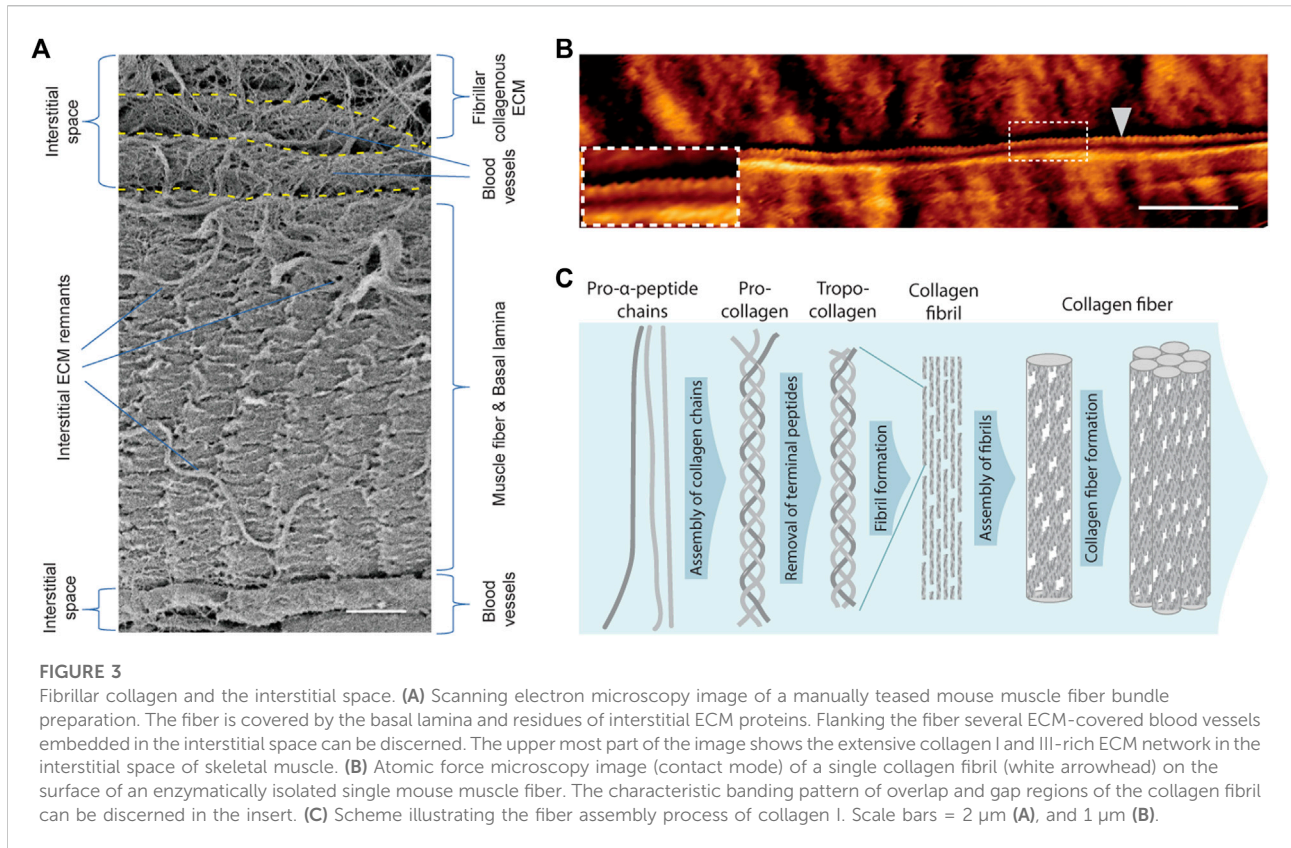 A
Interstitial
space
Interstitial ECM remnants
Interstitial
space
Fibrillar
collagenous
ECM
Blood
vessels
Muscle fiber & Basal lamina
Blood
vessels
B
C
Pro-α-peptide
chains
Pro-
collagen
Tropo-
collagen
Collagen
fibril
Collagen fiber
Assembly of collagen chains
Removal of terminal peptides
Fibril formation
Assembly of fibrils
Collagen fiber formation
FIGURE 3
Fibrillar collagen and the interstitial space. (A) Scanning electron microscopy image of a manually teased mouse muscle fiber bundle
preparation. The fiber is covered by the basal lamina and residues of interstitial ECM proteins. Flanking the fiber several ECM-covered blood vessels
embedded in the interstitial space can be discerned. The upper most part of the image shows the extensive collagen I and III-rich ECM network in the
interstitial space of skeletal muscle. (B) Atomic force microscopy image (contact mode) of a single collagen fibril (white arrowhead) on the
surface of an enzymatically isolated single mouse muscle fiber. The characteristic banding pattern of overlap and gap regions of the collagen fibril
can be discerned in the insert. (C) Scheme illustrating the fiber assembly process of collagen I. Scale bars = 2 µm (A), and 1 µm (B).